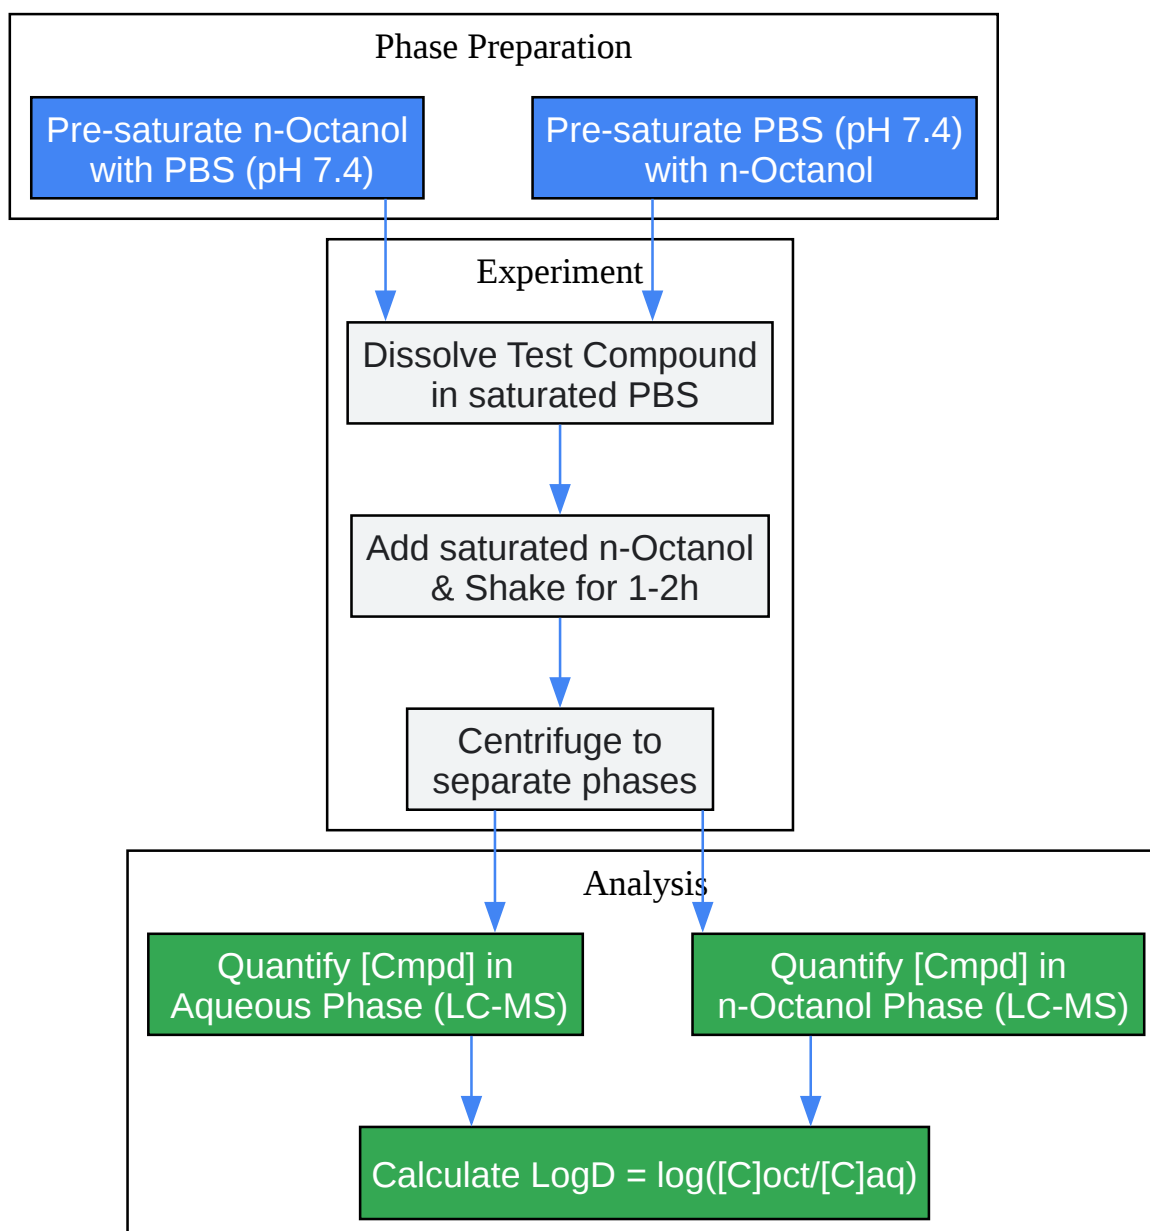 Phase Preparation
Pre-saturate n-Octanol
with PBS (pH 7.4)
Pre-saturate PBS (pH 7.4)
with n-Octanol
Experiment
Dissolve Test Compound
in saturated PBS
Add saturated n-Octanol
& Shake for 1-2h
Centrifuge to
separate phases
Analysis
Quantify [Cmpd] in
Aqueous Phase (LC-MS)
Quantify [Cmpd] in
n-Octanol Phase (LC-MS)
Calculate LogD = log([C]oct/[C]aq)